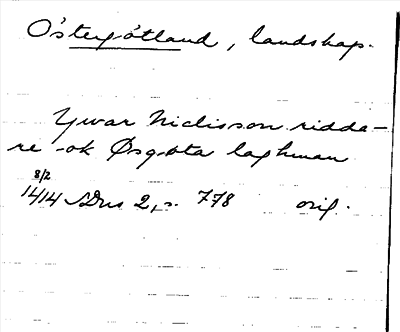 Östergötland, landskap.
Ywar Niclisson ridda-
re ok Øsgøta laghman
8/2
1414 SDns 2, s. 778 orig.